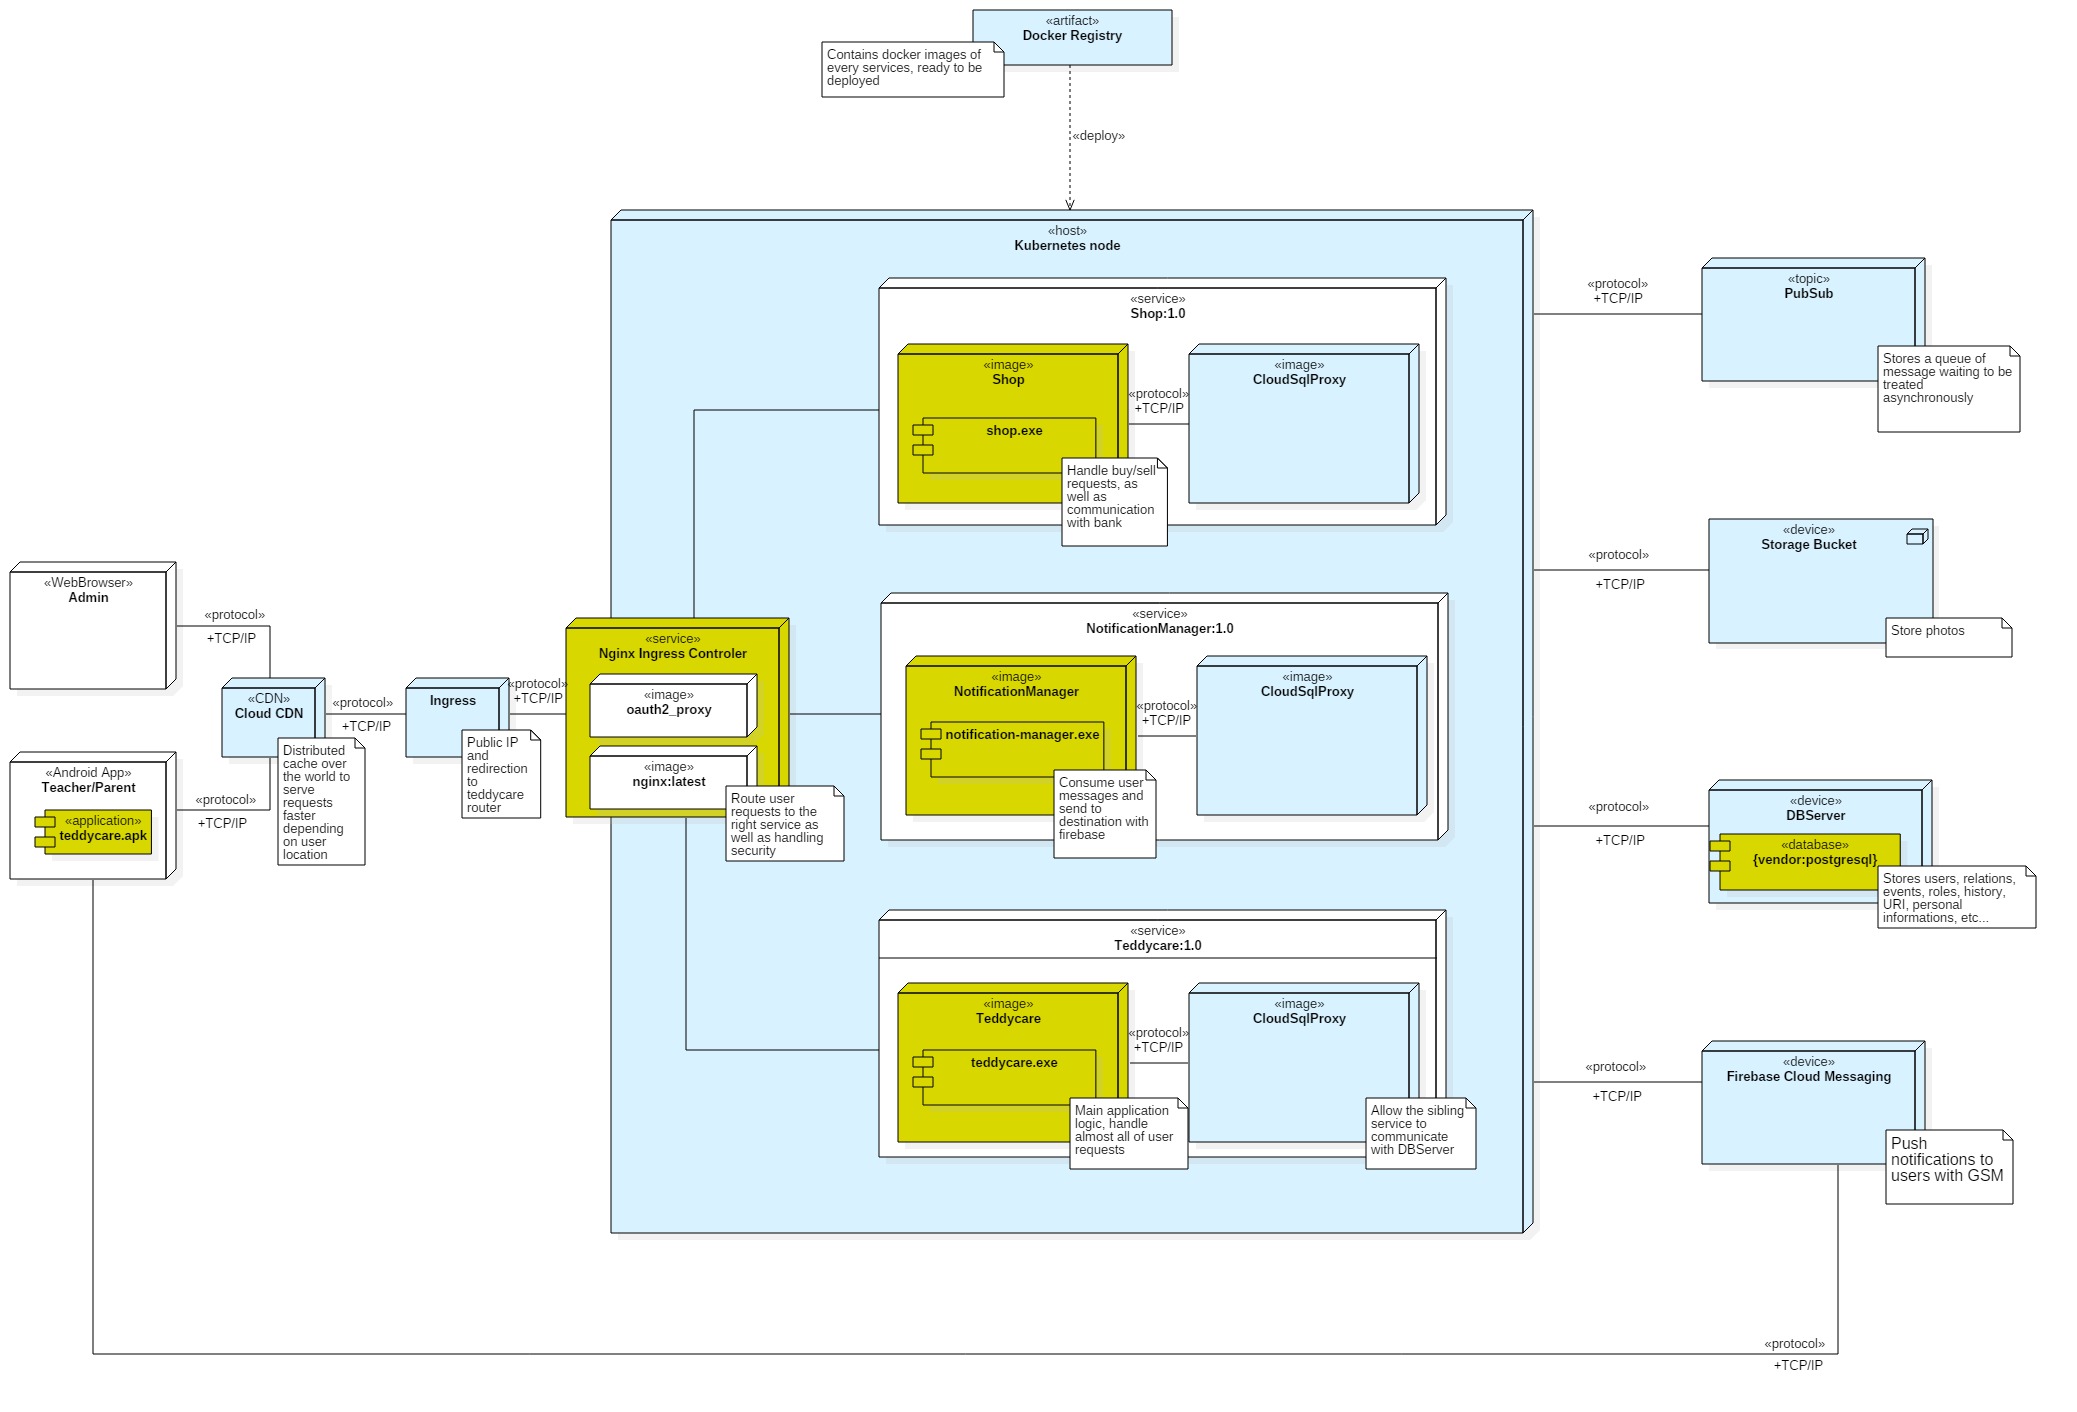 «artifact»
Docker Registry
Contains docker images of
every services, ready to be
deployed
«deploy»
«host»
Kubernetes node
«service»
Shop:1.0
«image»
Shop
shop.exe
«protocol»
+TCP/IP
«image»
CloudSqlProxy
Handle buy/sell
requests, as
well as
communication
with bank
«protocol»
+TCP/IP
«topic»
PubSub
Stores a queue of
message waiting to be
treated
asynchronously
«protocol»
+TCP/IP
«device»
Storage Bucket
Store photos
«WebBrowser»
Admin
«protocol»
+TCP/IP
«CDN»
Cloud CDN
Distributed
cache over
the world to
serve
requests
faster
depending
on user
location
«protocol»
+TCP/IP
Ingress
Public IP
and
redirection
to
teddycare
router
«protocol»
+TCP/IP
«service»
Nginx Ingress Controler
«image»
oauth2_proxy
«image»
nginx:latest
Route user
requests to the
right service as
well as handling
security
«service»
NotificationManager:1.0
«image»
NotificationManager
notification-manager.exe
«protocol»
+TCP/IP
«image»
CloudSqlProxy
Consume user
messages and
send to
destination with
firebase
«Android App»
Teacher/Parent
«application»
teddycare.apk
«protocol»
+TCP/IP
«protocol»
+TCP/IP
«device»
DBServer
«database»
{vendor:postgresql}
Stores users, relations,
events, roles, history,
URI, personal
informations, etc...
«service»
Teddycare:1.0
«image»
Teddycare
teddycare.exe
«protocol»
+TCP/IP
«image»
CloudSqlProxy
Main application
logic, handle
almost all of user
requests
Allow the sibling
service to
communicate
with DBServer
«protocol»
+TCP/IP
«device»
Firebase Cloud Messaging
Push
notifications to
users with GSM
«protocol»
+TCP/IP